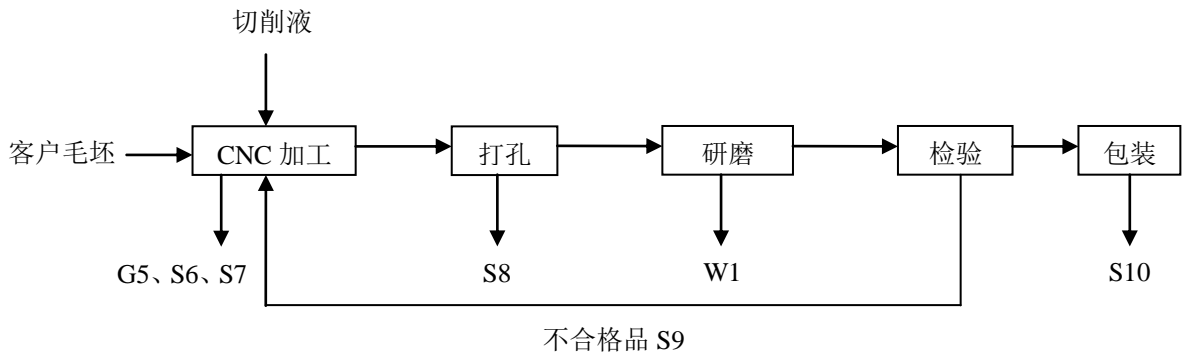 切削液
客户毛坯
CNC 加工
打孔
研磨
检验
包装
G5、S6、S7
S8
W1
S10
不合格品 S9